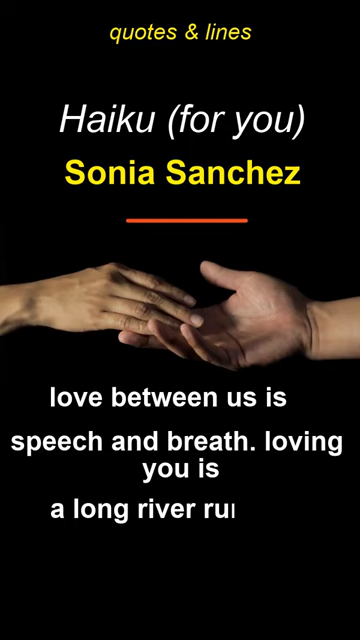 quotes & lines
Haiku (for you)
Sonia Sanchez
love between us is
speech and breath. loving
you is
a long river